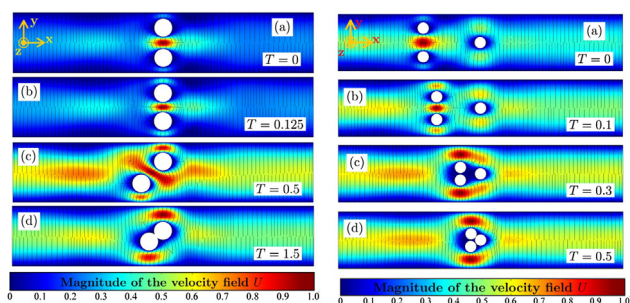 y
x
z
(a)
T = 0
(b)
T = 0.125
(c)
T = 0.5
(d)
T = 1.5
Magnitude of the velocity field U
0 0.1 0.2 0.3 0.4 0.5 0.6 0.7 0.8 0.9 1.0
y
x
z
(a)
T = 0
(b)
T = 0.1
(c)
T = 0.3
(d)
T = 0.5
Magnitude of the velocity field U
0 0.1 0.2 0.3 0.4 0.5 0.6 0.7 0.8 0.9 1.0